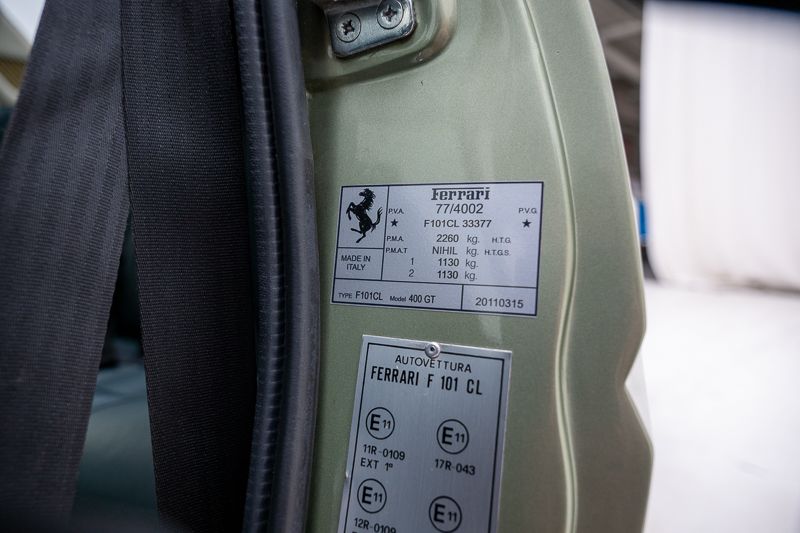 Ferrari
P.V.A. 77/4002 P.V.G.
★ F101CL 33377 ★
P.M.A. 2260 kg. H.T.G.
P.M.A.T NIHIL kg. H.T.G.S.
1 1130 kg.
2 1130 kg.
MADE IN
ITALY
TYPE F101CL Model 400 GT 20110315
AUTOVETTURA
FERRARI F 101 CL
E11 E11
11R-0109 17R-043
EXT 1°
E11 E11
12R-0109